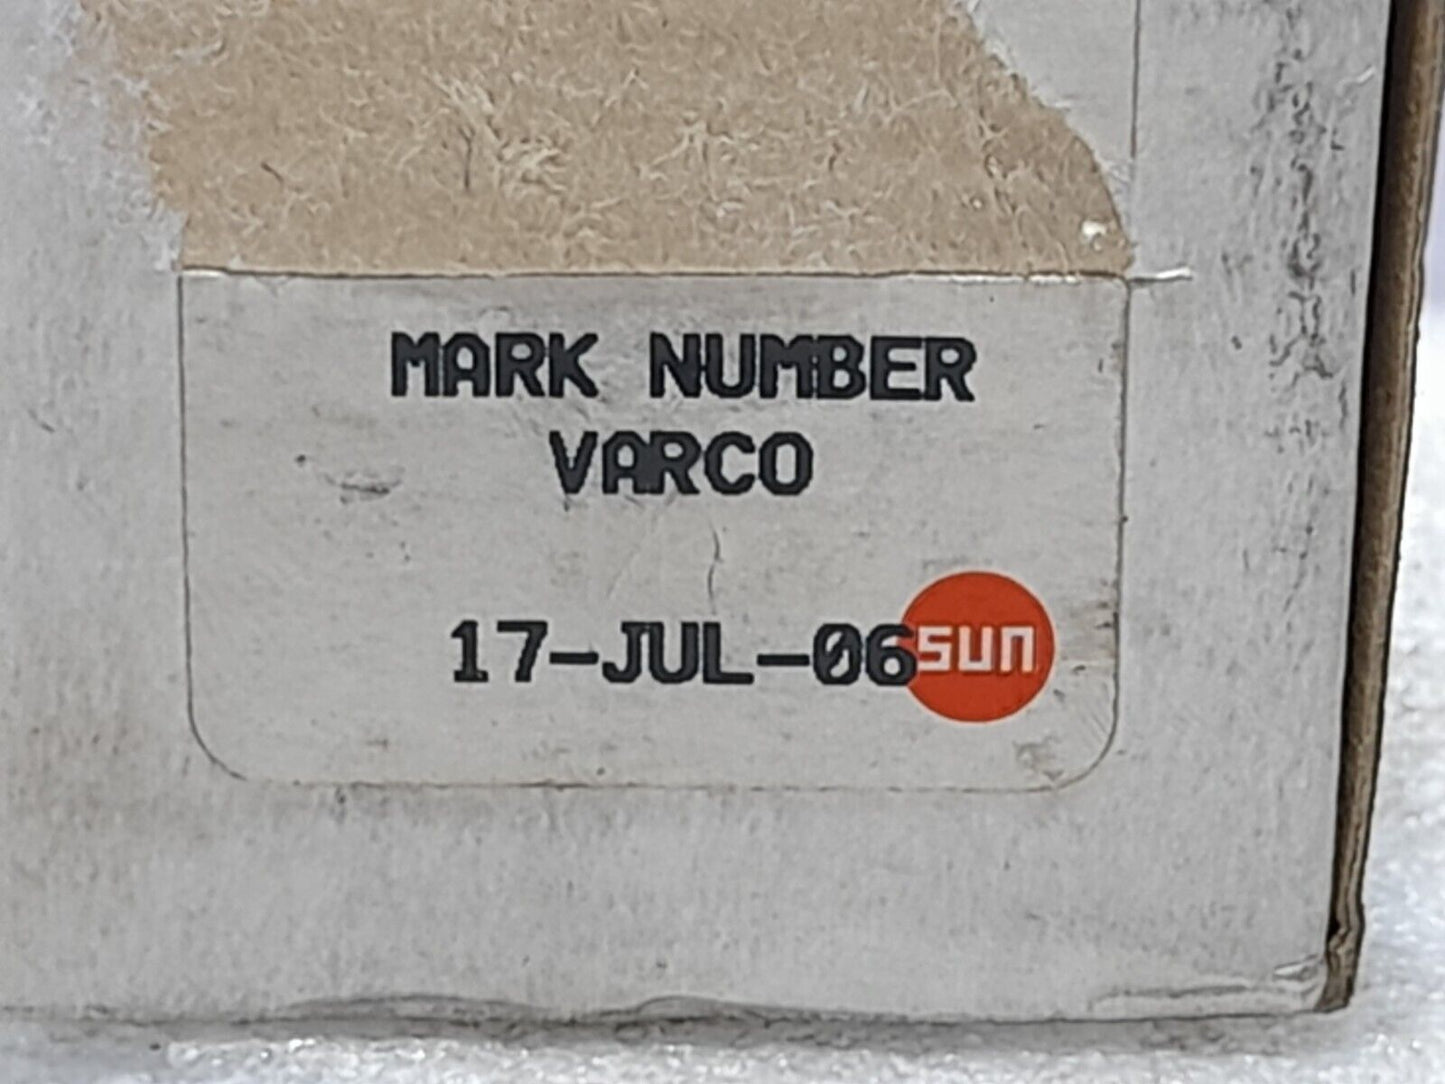 MARK NUMBER
VARCO
17-JUL-06 sun